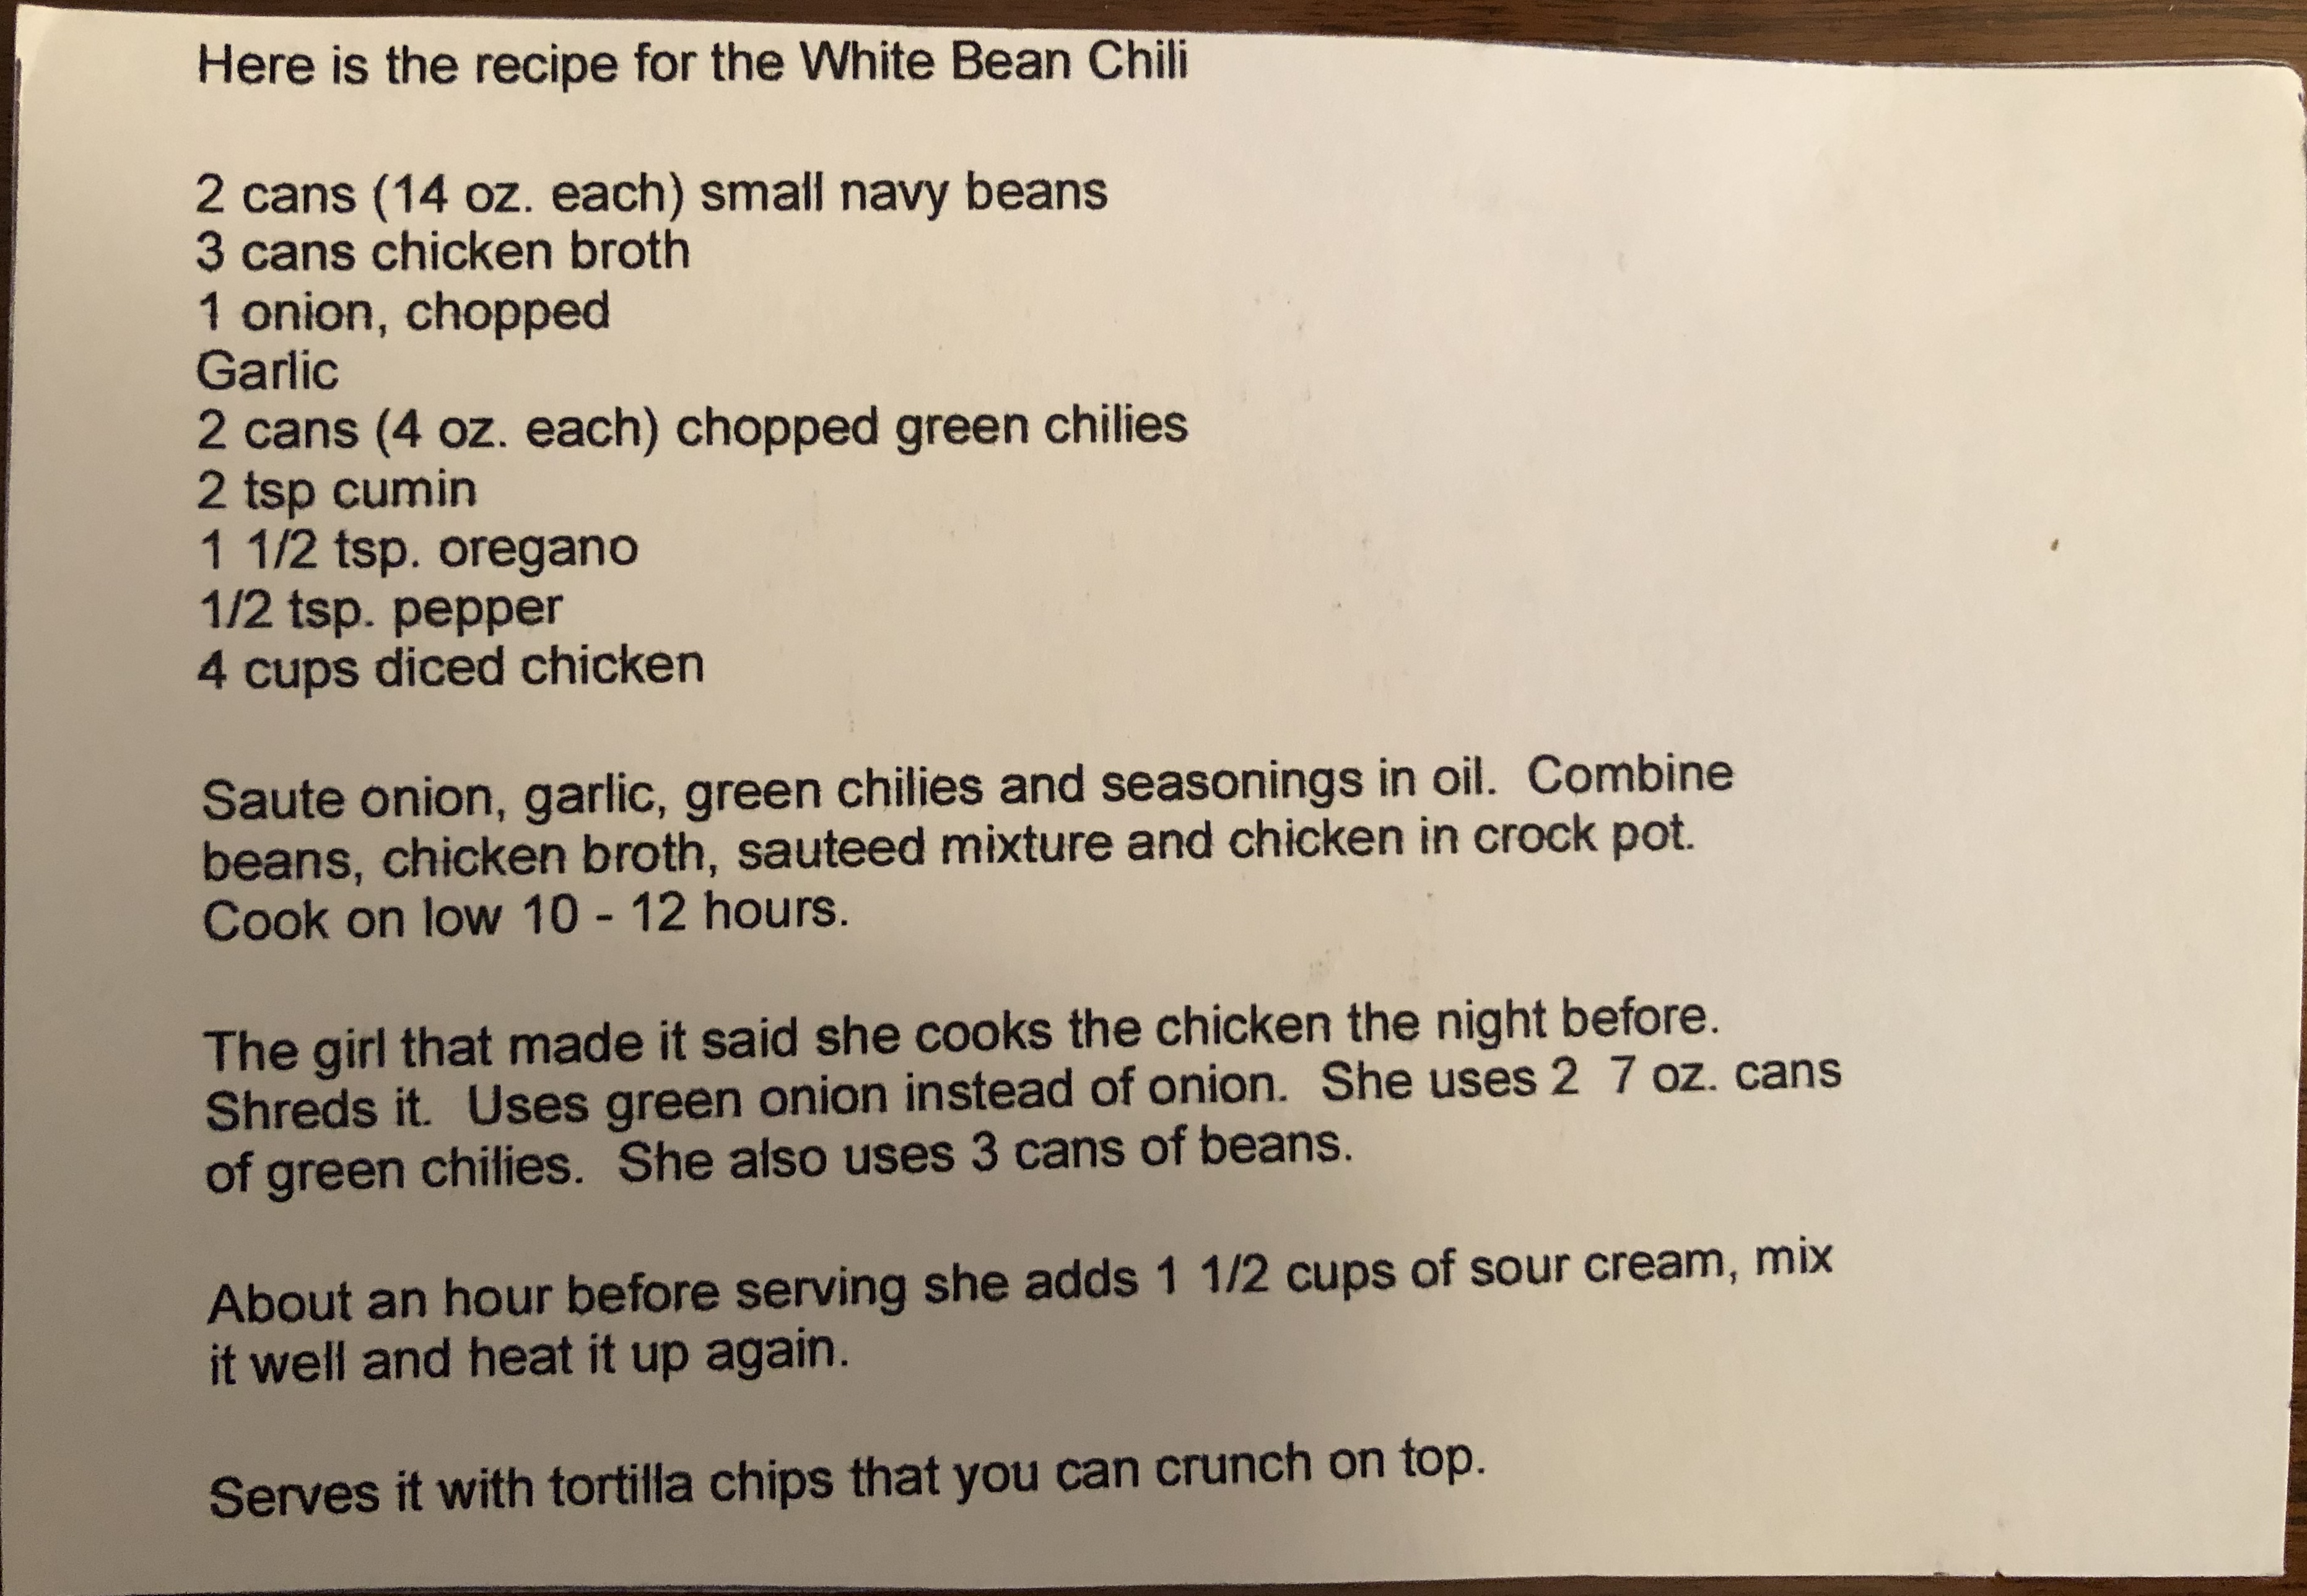 Here is the recipe for the White Bean Chili
2 cans (14 oz. each) small navy beans
3 cans chicken broth
1 onion, chopped
Garlic
2 cans (4 oz. each) chopped green chilies
2 tsp cumin
1 1/2 tsp. oregano
1/2 tsp. pepper
4 cups diced chicken
Saute onion, garlic, green chilies and seasonings in oil.  Combine
beans, chicken broth, sauteed mixture and chicken in crock pot.
Cook on low 10 - 12 hours.
The girl that made it said she cooks the chicken the night before.
Shreds it.  Uses green onion instead of onion.  She uses 2  7 oz. cans
of green chilies.  She also uses 3 cans of beans.
About an hour before serving she adds 1 1/2 cups of sour cream, mix
it well and heat it up again.
Serves it with tortilla chips that you can crunch on top.